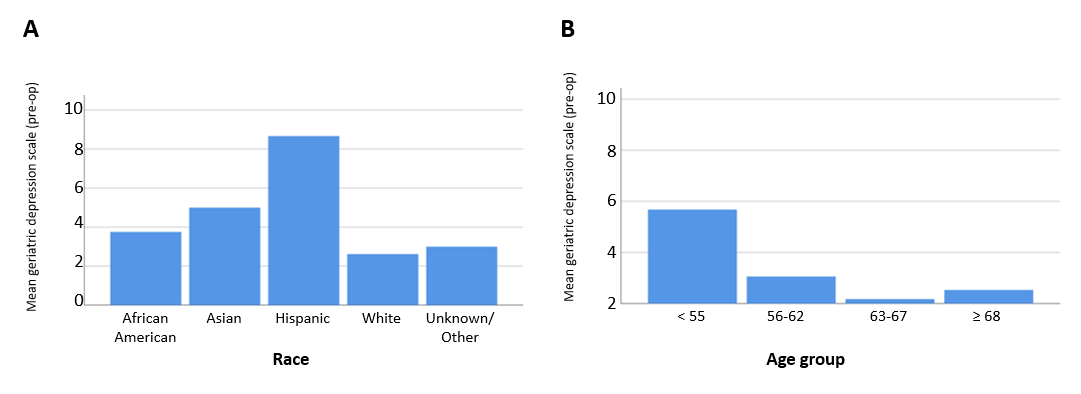 A
Mean geriatric depression scale (pre-op)
10
8
6
4
2
0
African
American
Asian
Hispanic
White
Unknown/
Other
Race
B
Mean geriatric depression scale (pre-op)
10
8
6
4
2
< 55
56-62
63-67
≥ 68
Age group